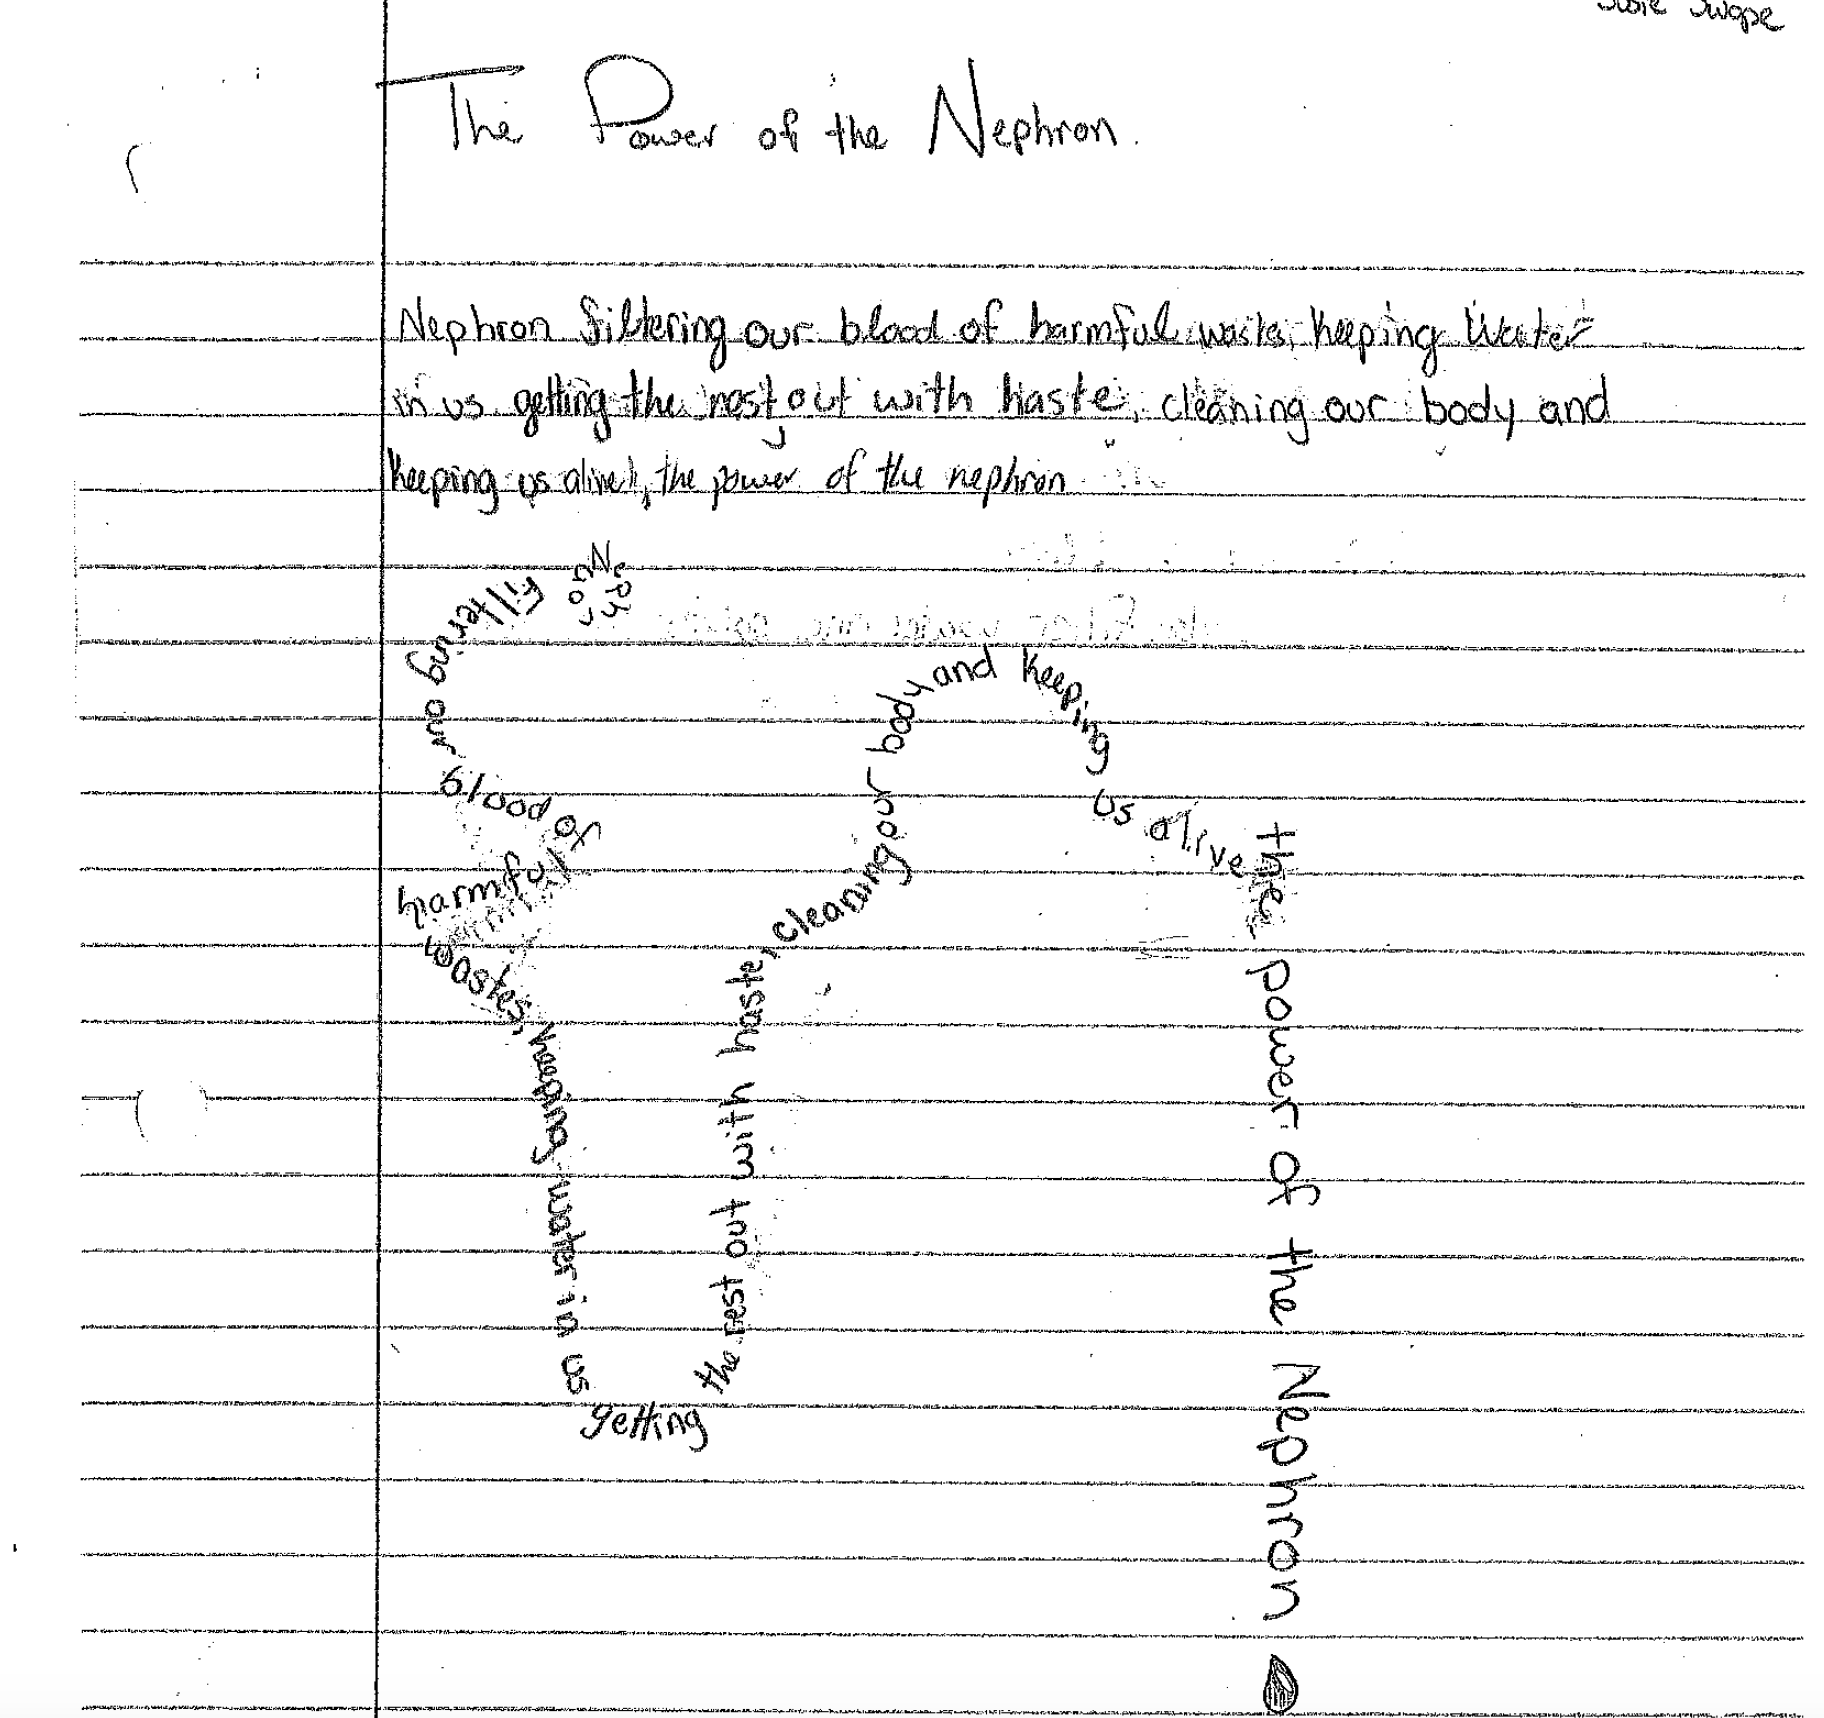 Susie Swope
The Power of the Nephron.
Nephron filtering our blood of harmful wastes, keeping water
in us getting the rest out with haste, cleaning our body and
keeping us alive, the power of the nephron
Nephron
Filtering our
blood of
harmful
wastes,
keeping water in us
getting
the rest out with haste,
cleaning our body and keeping
us alive
the power of the Nephron